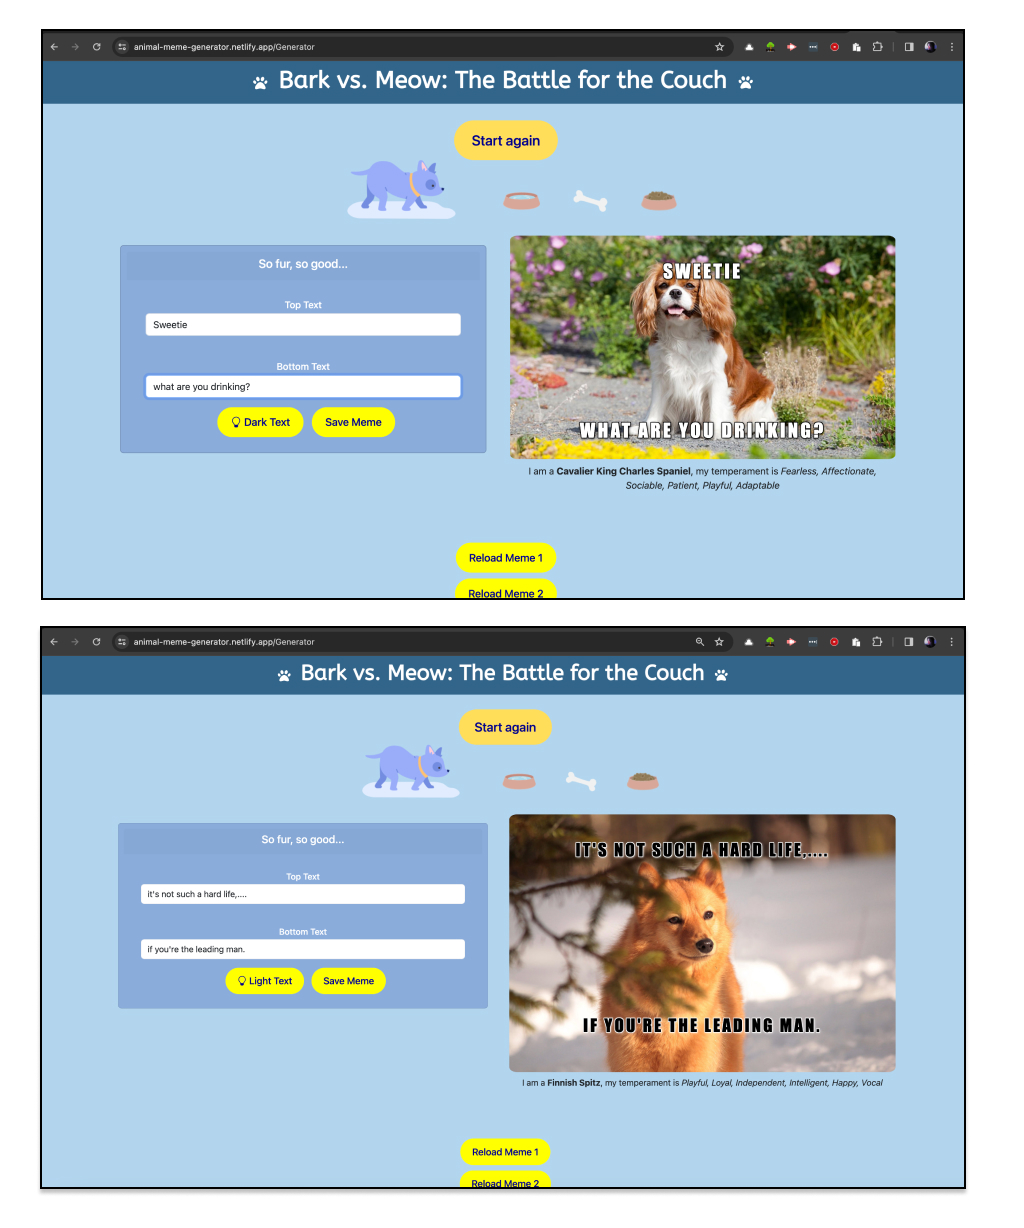 animal-meme-generator.netlify.app/Generator
Bark vs. Meow: The Battle for the Couch
Start again
So fur, so good...
Top Text
Sweetie
Bottom Text
what are you drinking?
Dark Text
Save Meme
SWEETIE
WHAT ARE YOU DRINKING?
I am a Cavalier King Charles Spaniel, my temperament is Fearless, Affectionate,
Sociable, Patient, Playful, Adaptable
Reload Meme 1
Reload Meme 2
animal-meme-generator.netlify.app/Generator
Bark vs. Meow: The Battle for the Couch
Start again
So fur, so good...
Top Text
it's not such a hard life,....
Bottom Text
if you're the leading man.
Light Text
Save Meme
IT'S NOT SUCH A HARD LIFE,....
IF YOU'RE THE LEADING MAN.
I am a Finnish Spitz, my temperament is Playful, Loyal, Independent, Intelligent, Happy, Vocal
Reload Meme 1
Reload Meme 2